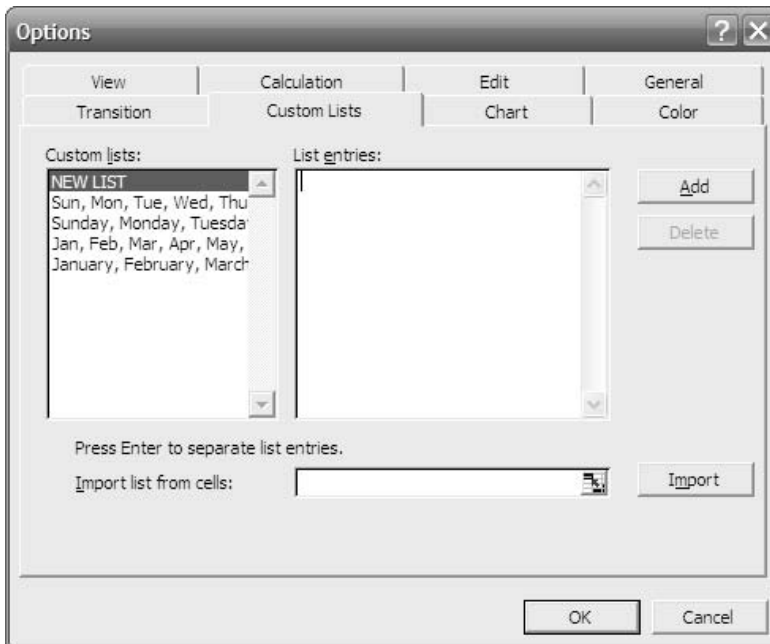 Options
View Calculation Edit General
Transition Custom Lists Chart Color
Custom lists: List entries:
NEW LIST
Sun, Mon, Tue, Wed, Thu
Sunday, Monday, Tuesda
Jan, Feb, Mar, Apr, May,
January, February, March
Add
Delete
Press Enter to separate list entries.
Import list from cells: Import
OK Cancel